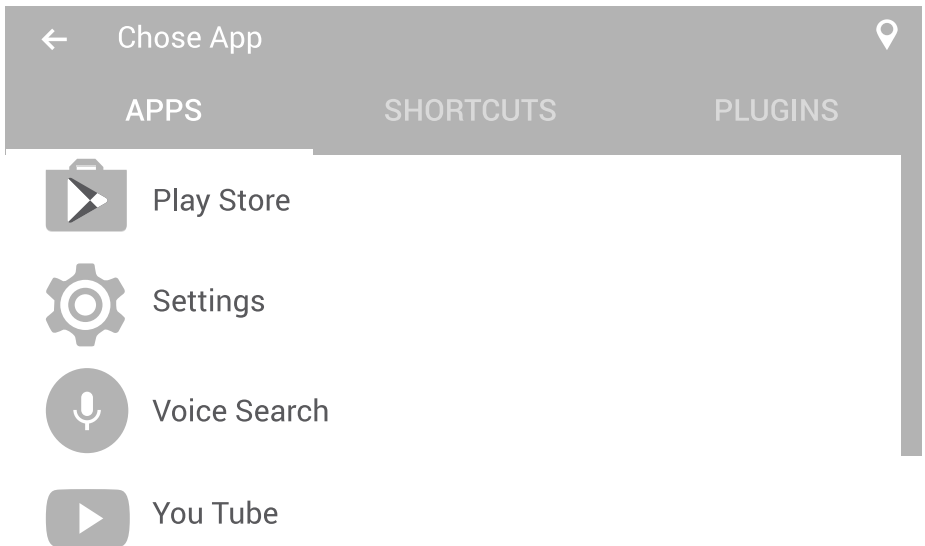 Chose App
APPS SHORTCUTS PLUGINS
Play Store
Settings
Voice Search
You Tube